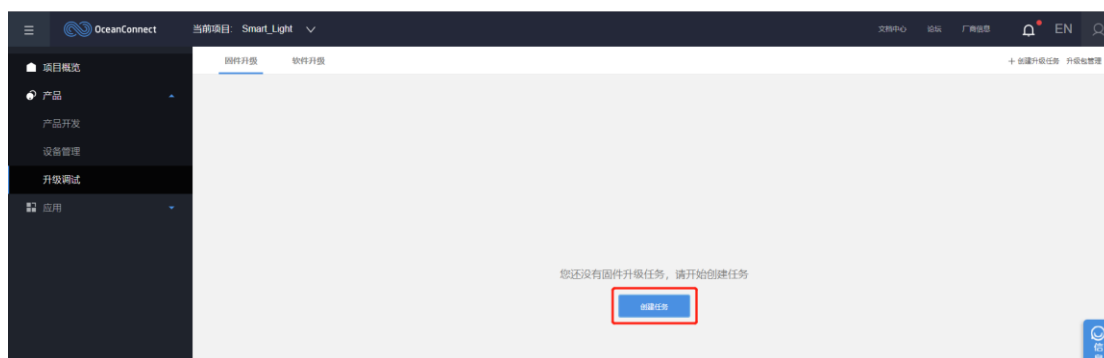 OceanConnect 当前项目: Smart_Light 文档中心 论坛 厂商信息 EN
项目概览
产品
产品开发
设备管理
升级调试
应用
固件升级 软件升级 + 创建升级任务 升级包管理
您还没有固件升级任务，请开始创建任务
创建任务
信